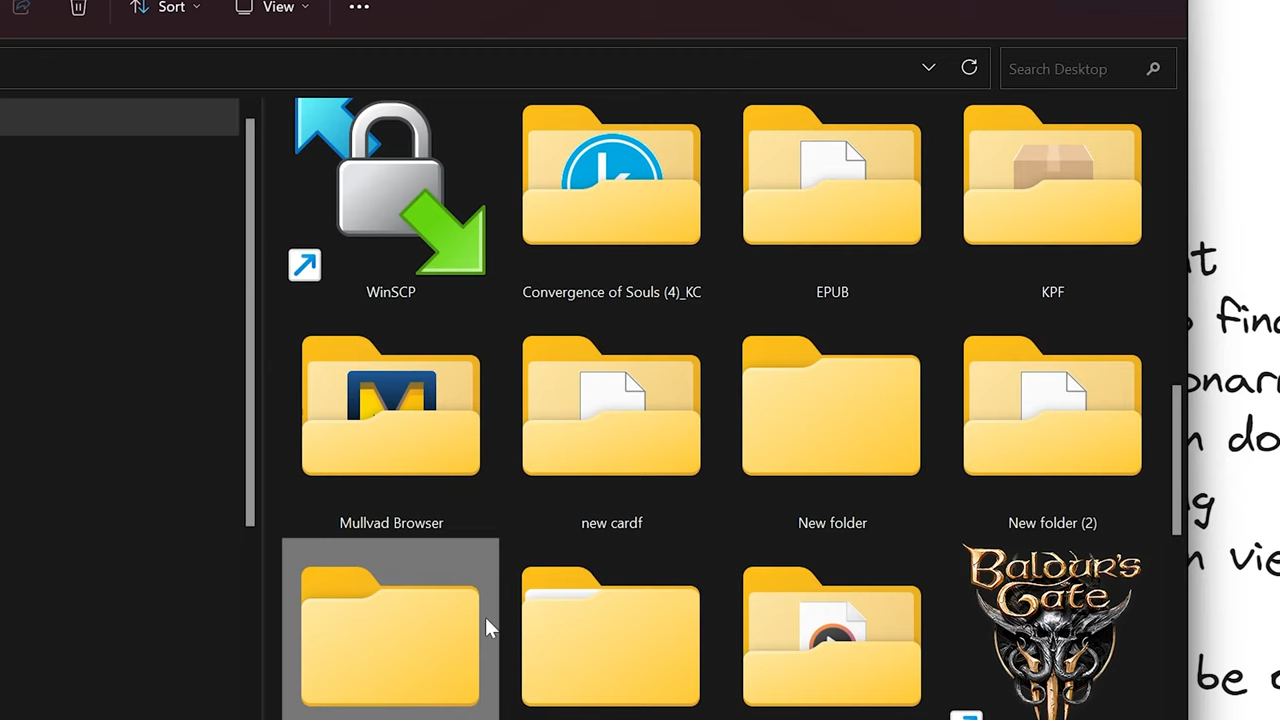 Sort
View
Search Desktop
WinSCP
Convergence of Souls (4)_KC
EPUB
KPF
Mullvad Browser
new cardf
New folder
New folder (2)
BALDUR'S
GATE
be